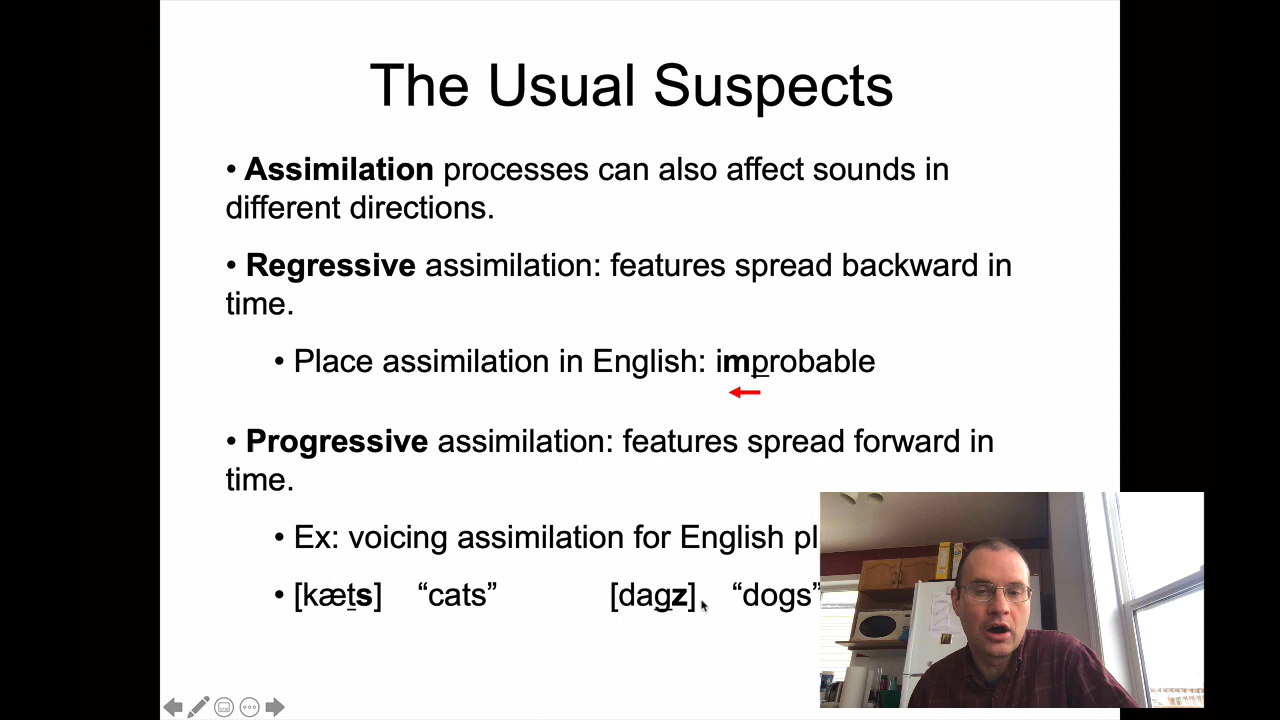 The Usual Suspects
• Assimilation processes can also affect sounds in
different directions.
• Regressive assimilation: features spread backward in
time.
• Place assimilation in English: improbable
• Progressive assimilation: features spread forward in
time.
• Ex: voicing assimilation for English pl
• [kæts] “cats” [dagz] “dogs”